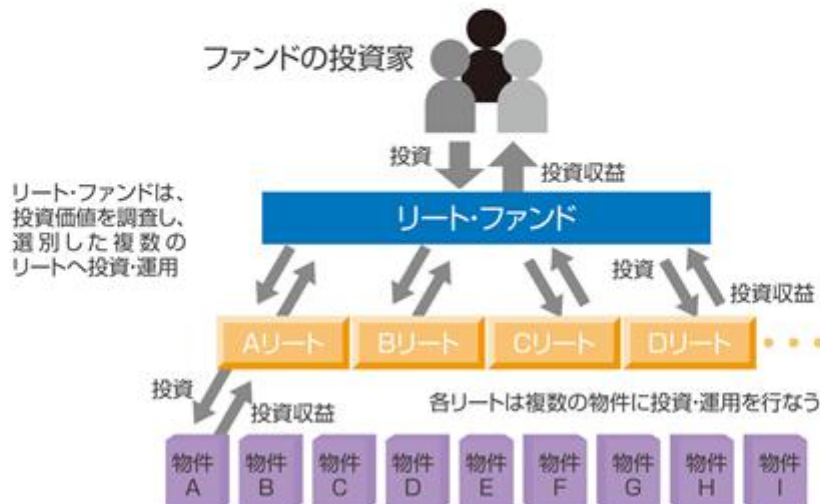 ファンドの投資家
投資
投資収益
リート・ファンドは、
投資価値を調査し、
選別した複数の
リートへ投資・運用
リート・ファンド
投資
投資収益
Aリート
Bリート
Cリート
Dリート
投資
投資収益
各リートは複数の物件に投資・運用を行なう
物件
A
物件
B
物件
C
物件
D
物件
E
物件
F
物件
G
物件
H
物件
I